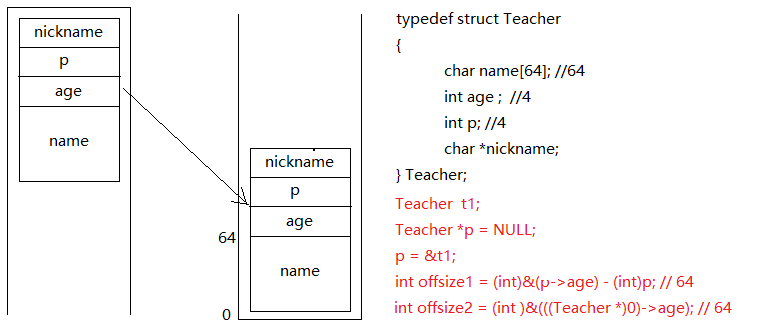 nickname
p
age
name
nickname
p
age
64
name
0
typedef struct Teacher
{
char name[64]; //64
int age ;  //4
int p; //4
char *nickname;
} Teacher;
Teacher  t1;
Teacher *p = NULL;
p = &t1;
int offsize1 = (int)&(p->age) - (int)p; // 64
int offsize2 = (int )&(((Teacher *)0)->age); // 64